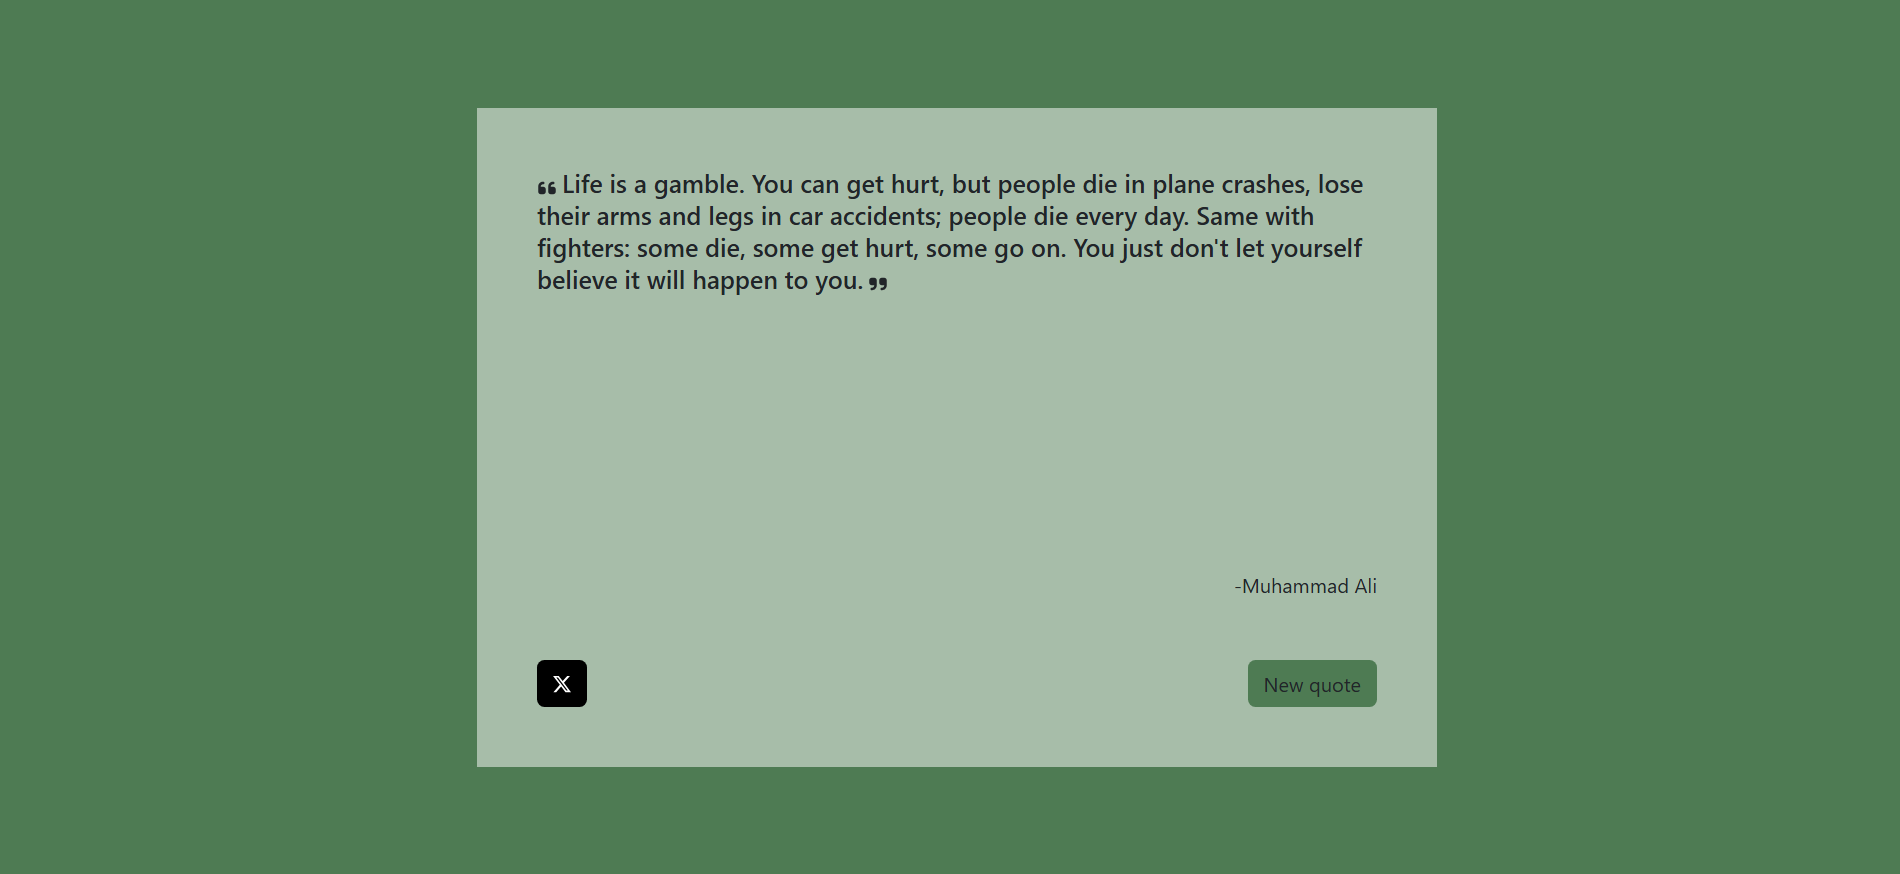 ❝ Life is a gamble. You can get hurt, but people die in plane crashes, lose
their arms and legs in car accidents; people die every day. Same with
fighters: some die, some get hurt, some go on. You just don't let yourself
believe it will happen to you. ❞
-Muhammad Ali
X
New quote